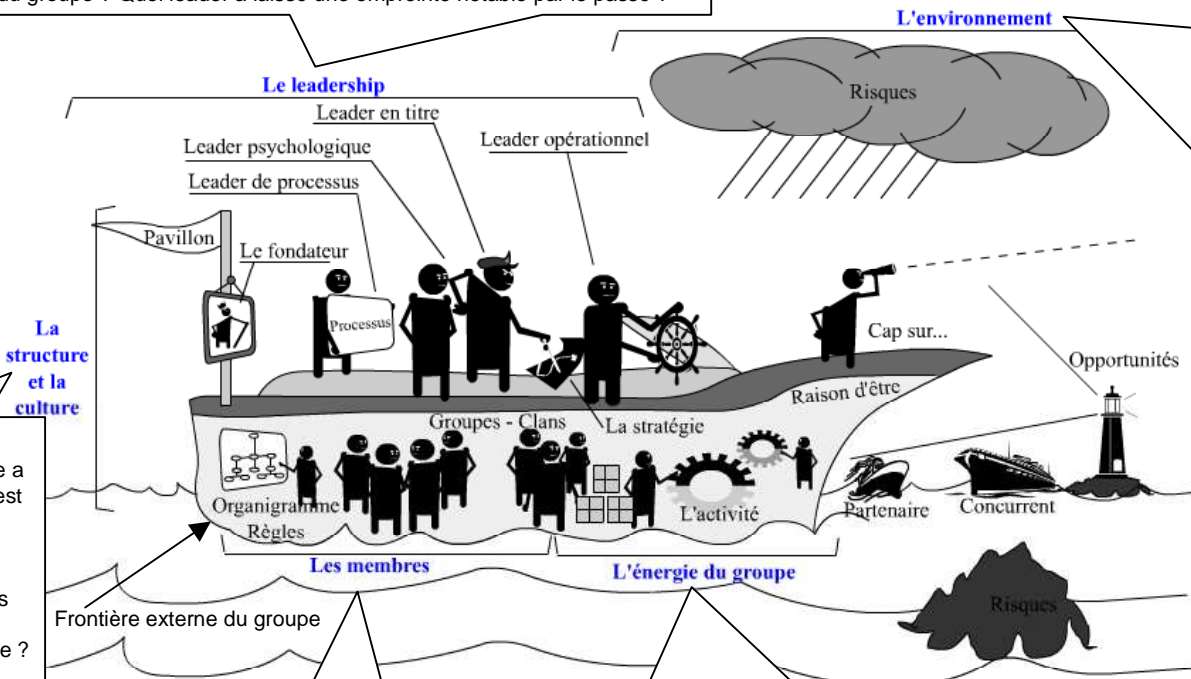 du groupe ? Quel leader a laissé une empreinte notable par le passé ?
L'environnement
Le leadership
Risques
Leader en titre
Leader psychologique
Leader opérationnel
Leader de processus
Pavillon
Le fondateur
Processus
Cap sur...
La
structure
et la
culture
Opportunités
Raison d'être
Groupes - Clans
La stratégie
e a
est
Organigramme
Règles
L'activité
Partenaire
Concurrent
Les membres
L'énergie du groupe
s
Frontière externe du groupe
Risques
e ?